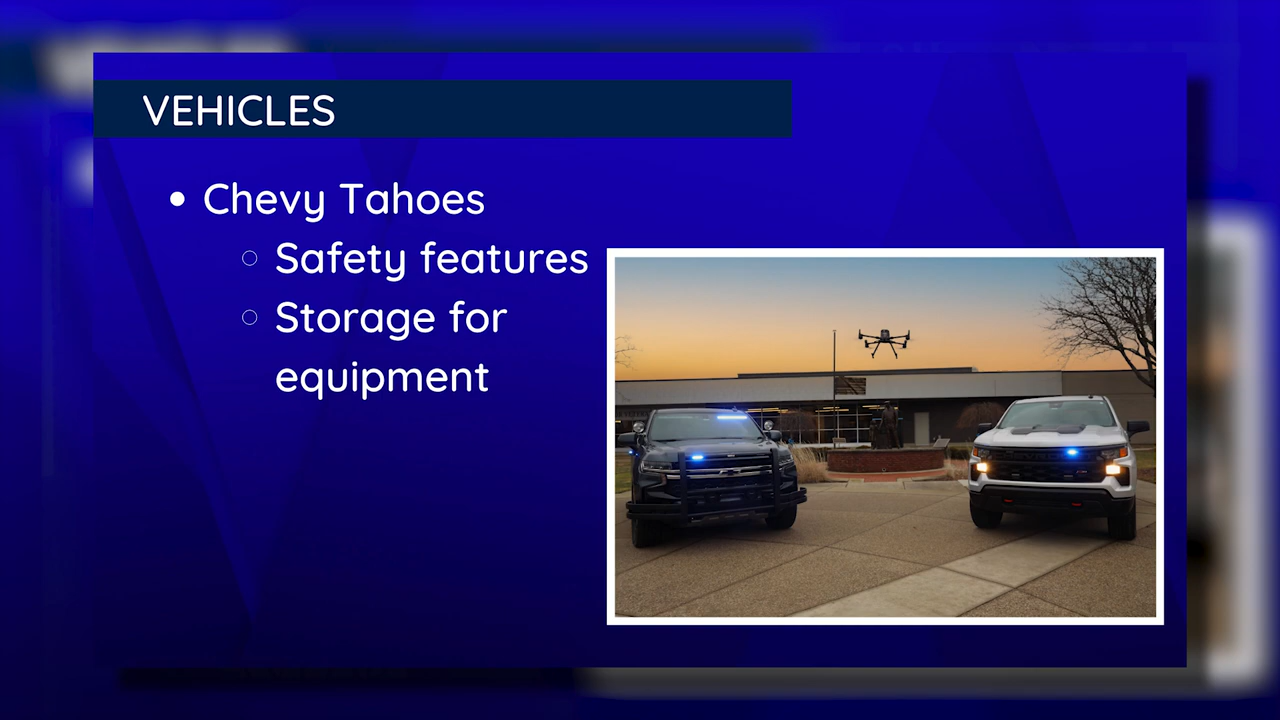 VEHICLES
Chevy Tahoes
Safety features
Storage for
equipment